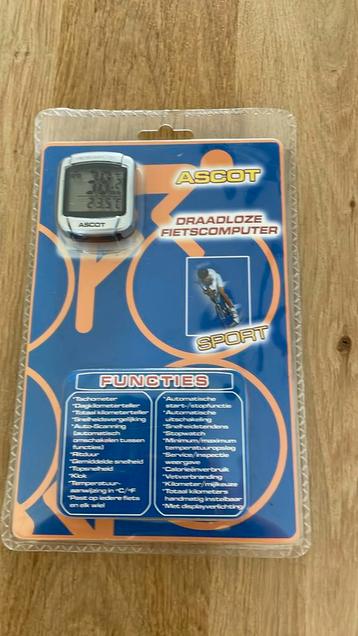 ASCOT
ASCOT
DRAADLOZE
FIETSCOMPUTER
SPORT
FUNCTIES
*Tachometer
*Dagkilometerteller
*Totaal kilometerteller
*Snelheidsvergelijking
*Auto-Scanning
(automatisch
omschakelen tussen
functies)
*Ritduur
*Gemiddelde snelheid
*Topsnelheid
*Klok
*Temperatuur-
aanwijzing in °C/°F
*Past op iedere fiets
en elk wiel
*Automatische
start-/stopfunctie
*Automatische
uitschakeling
*Snelheidstendens
*Stopwatch
*Minimum/maximum
temperatuuropslag
*Service/inspectie
weergave
*Calorieënverbruik
*Vetverbranding
*Kilometer/mijlkeuze
*Totaal kilometers
handmatig instelbaar
*Met displayverlichting